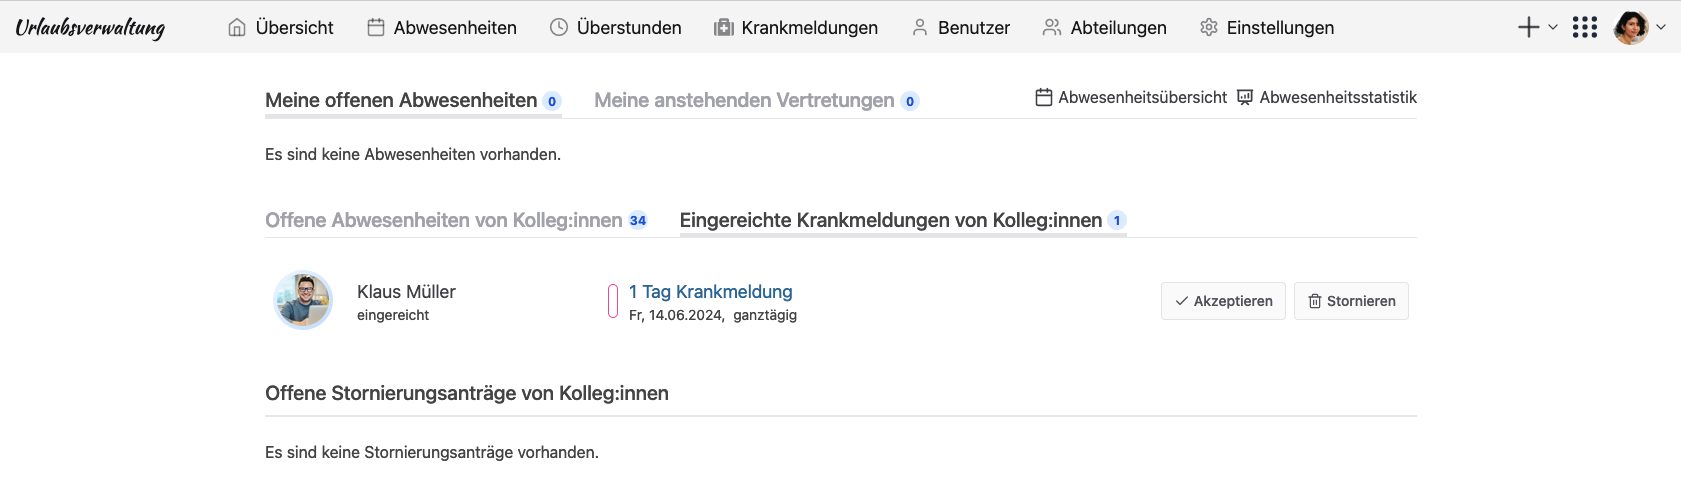 Urlaubsverwaltung Übersicht Abwesenheiten Überstunden Krankmeldungen Benutzer Abteilungen Einstellungen
Meine offenen Abwesenheiten 0 Meine anstehenden Vertretungen 0 Abwesenheitsübersicht Abwesenheitsstatistik
Es sind keine Abwesenheiten vorhanden.
Offene Abwesenheiten von Kolleg:innen 34 Eingereichte Krankmeldungen von Kolleg:innen 1
Klaus Müller 1 Tag Krankmeldung
eingereicht Fr, 14.06.2024, ganztägig
Akzeptieren Stornieren
Offene Stornierungsanträge von Kolleg:innen
Es sind keine Stornierungsanträge vorhanden.